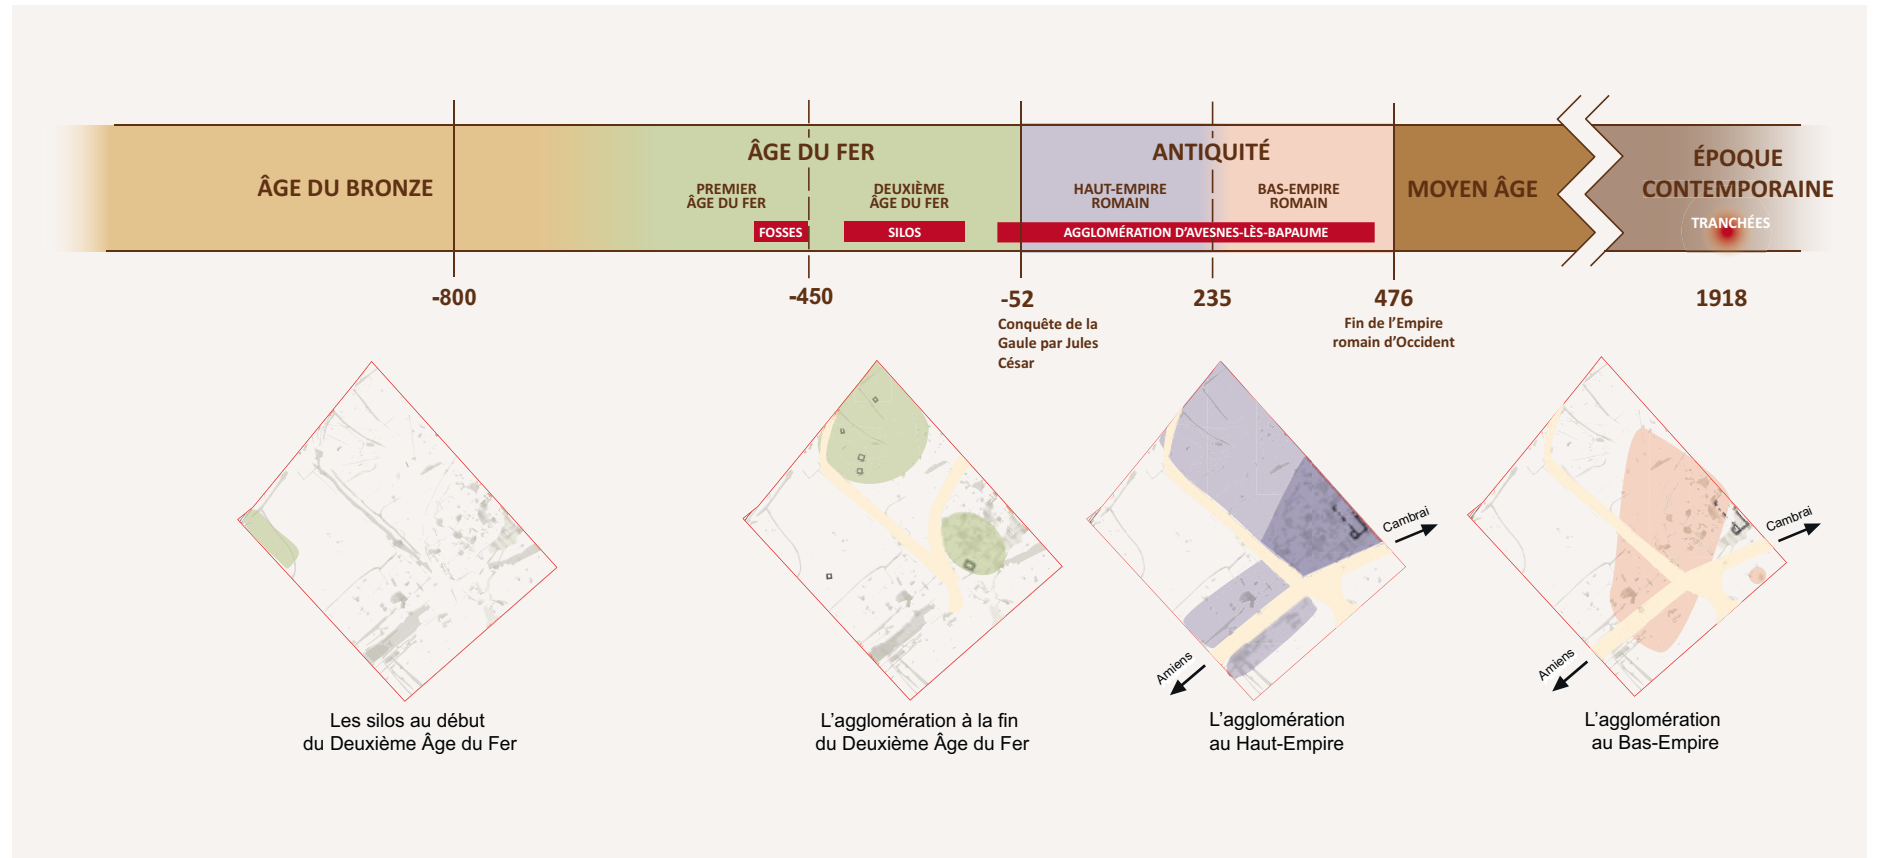 ÂGE DU BRONZE
ÂGE DU FER
PREMIER
ÂGE DU FER
DEUXIÈME
ÂGE DU FER
FOSSES
SILOS
ANTIQUITÉ
HAUT-EMPIRE
ROMAIN
BAS-EMPIRE
ROMAIN
AGGLOMÉRATION D'AVESNES-LÈS-BAPAUME
MOYEN ÂGE
ÉPOQUE
CONTEMPORAINE
TRANCHÉES
-800
-450
-52
Conquête de la
Gaule par Jules
César
235
476
Fin de l'Empire
romain d'Occident
1918
Cambrai
Amiens
Cambrai
Amiens
Les silos au début
du Deuxième Âge du Fer
L'agglomération à la fin
du Deuxième Âge du Fer
L'agglomération
au Haut-Empire
L'agglomération
au Bas-Empire